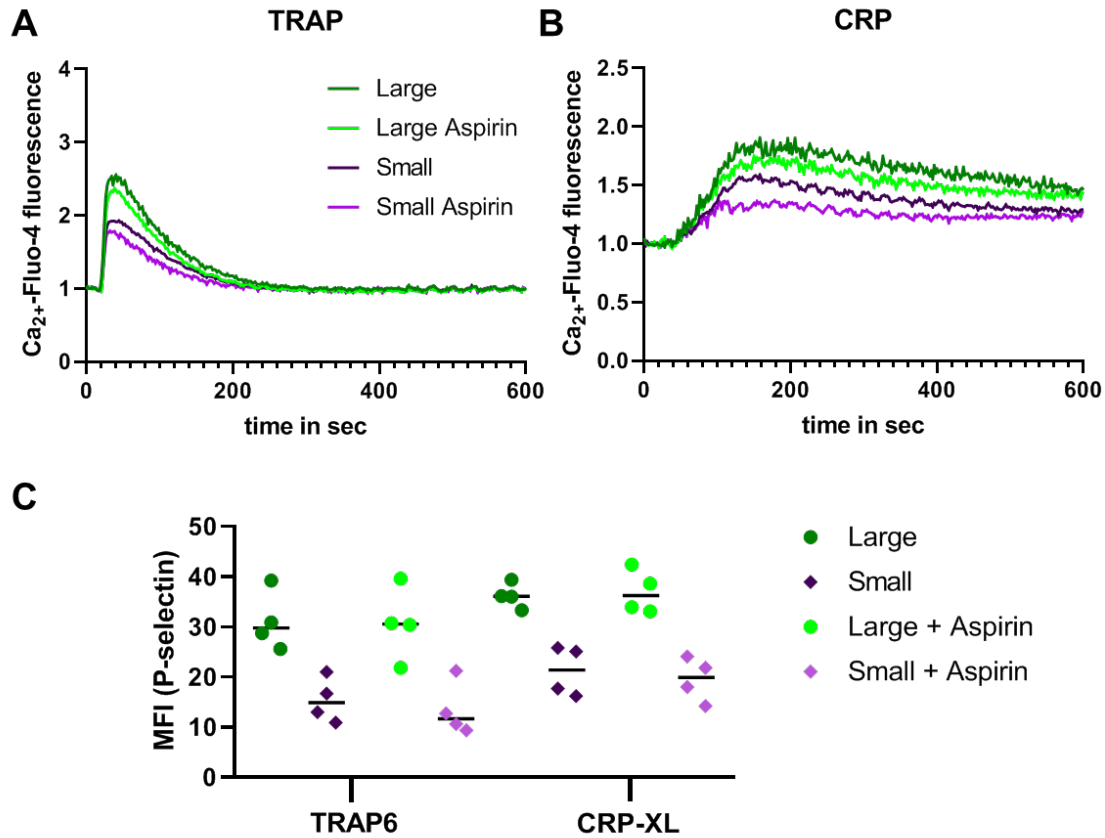 A
TRAP
Ca2+-Fluo-4 fluorescence
4
3
2
1
0
0
200
400
600
time in sec
Large
Large Aspirin
Small
Small Aspirin
B
CRP
Ca2+-Fluo-4 fluorescence
2.5
2.0
1.5
1.0
0.5
0.0
0
200
400
600
time in sec
C
MFI (P-selectin)
50
40
30
20
10
0
TRAP6
CRP-XL
Large
Small
Large + Aspirin
Small + Aspirin